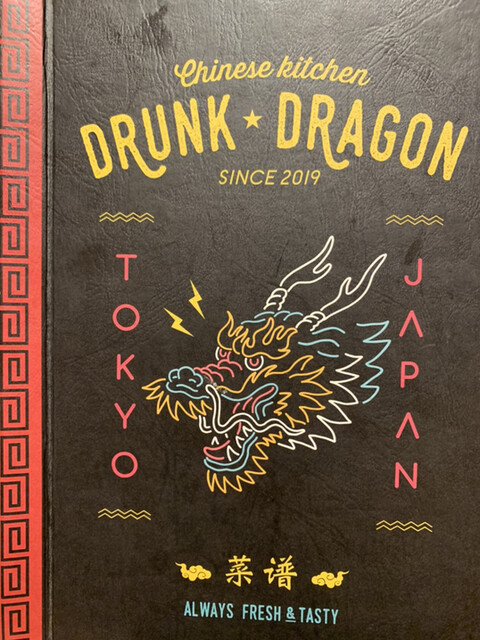 Chinese kitchen
DRUNK ★ DRAGON
SINCE 2019
TOKYO
JAPAN
菜谱
ALWAYS FRESH & TASTY